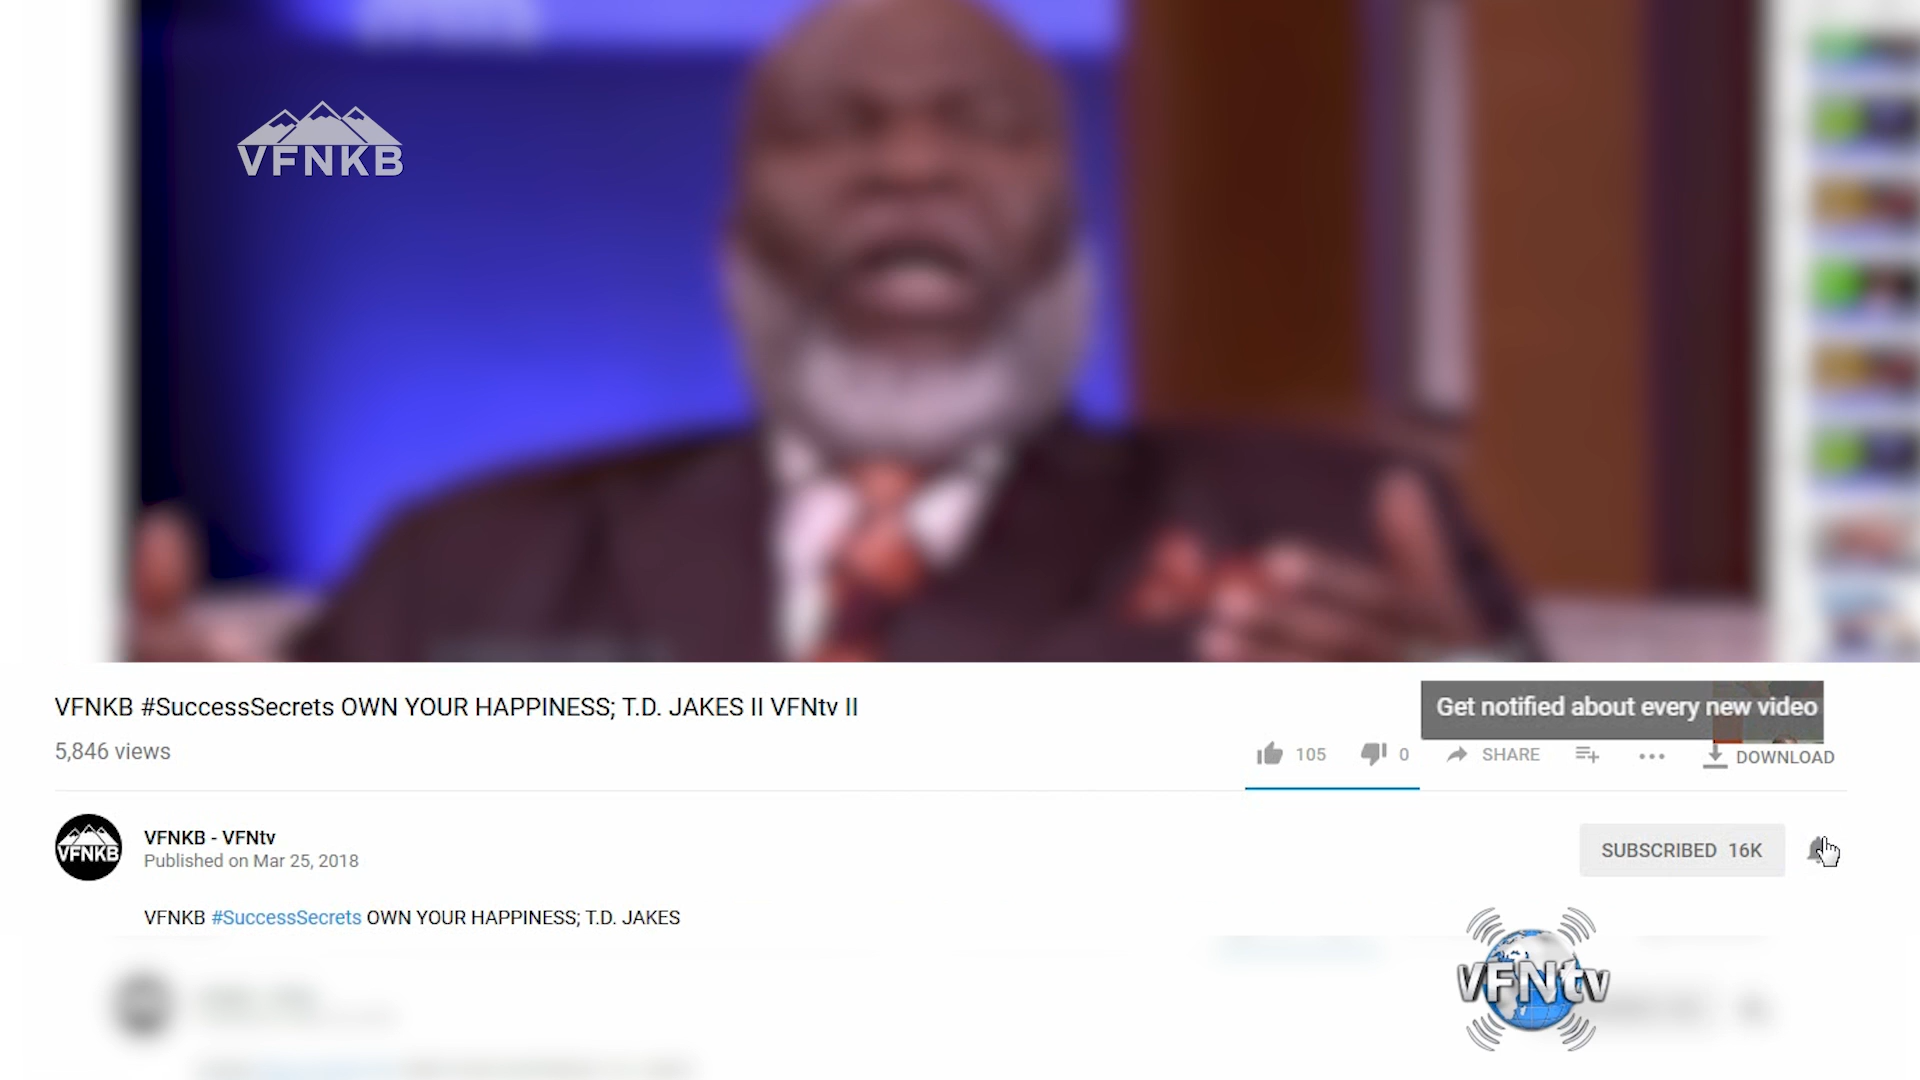 VFNKB
VFNKB #SuccessSecrets OWN YOUR HAPPINESS; T.D. JAKES II VFNtv II
Get notified about every new video
5,846 views
105
0
SHARE
DOWNLOAD
VFNKB
VFNKB - VFNtv
Published on Mar 25, 2018
SUBSCRIBED 16K
VFNKB #SuccessSecrets OWN YOUR HAPPINESS; T.D. JAKES
VFNtv